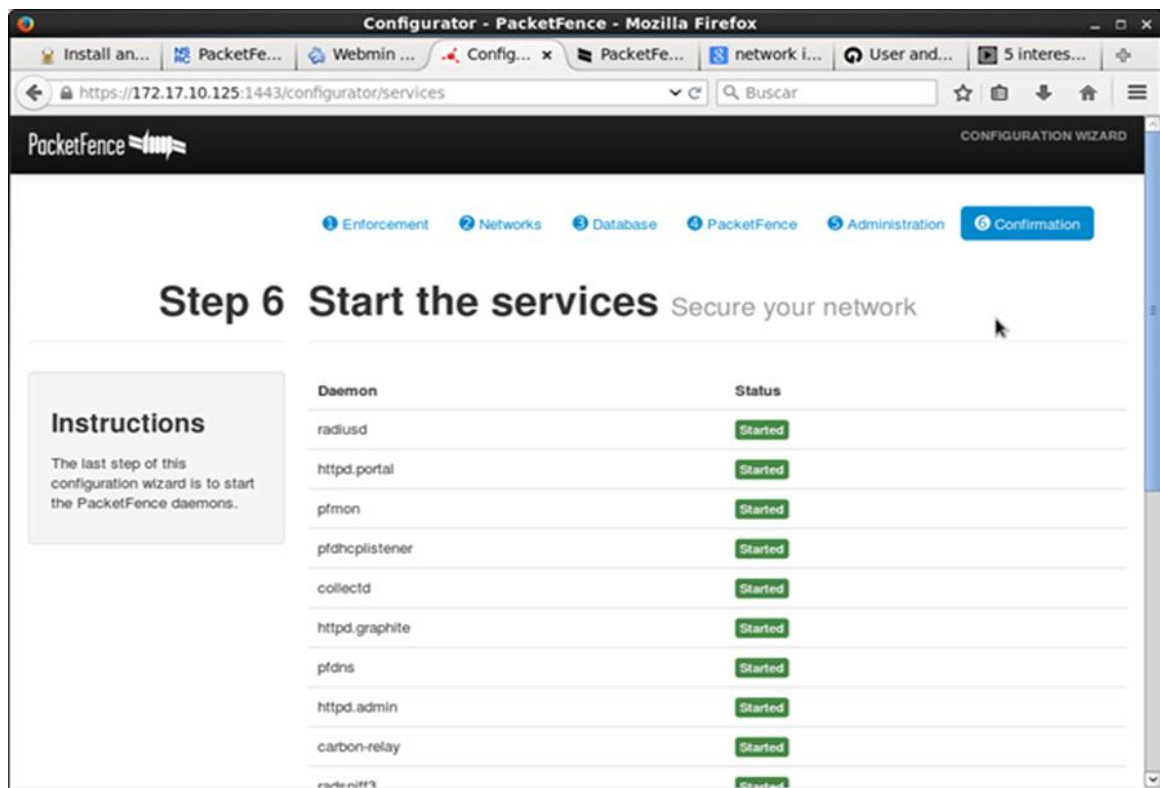 Configurator - PacketFence - Mozilla Firefox
Install an... PacketFe... Webmin ... Config... x PacketFe... network i... User and... 5 interes...
https://172.17.10.125:1443/configurator/services Buscar
PacketFence CONFIGURATION WIZARD
1 Enforcement 2 Networks 3 Database 4 PacketFence 5 Administration 6 Confirmation
Step 6 Start the services Secure your network
Instructions
The last step of this
configuration wizard is to start
the PacketFence daemons.
Daemon Status
radiusd Started
httpd.portal Started
pfmon Started
pfdhcplistener Started
collectd Started
httpd.graphite Started
pfdns Started
httpd.admin Started
carbon-relay Started
radsniff3 Started